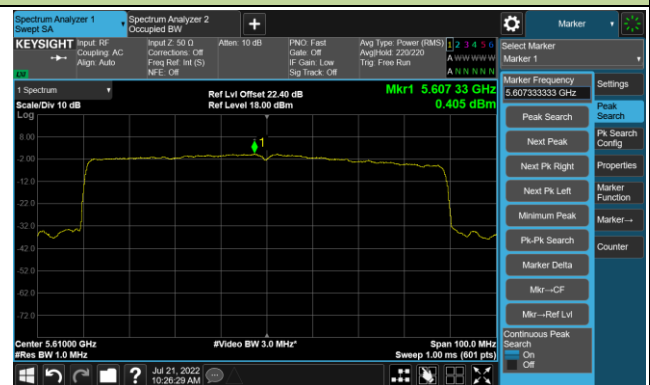 Spectrum Analyzer 1
Swept SA
Spectrum Analyzer 2
Occupied BW
+
Marker
KEYSIGHT
Input: RF
Coupling: AC
Align: Auto
Input Z: 50 Ω
Corrections: Off
Freq Ref: Int (S)
NFE: Off
Atten: 10 dB
PNO: Fast
Gate: Off
IF Gain: Low
Sig Track: Off
Avg Type: Power (RMS)
Avg|Hold: 220/220
Trig: Free Run
1 2 3 4 5 6
A W W W W W
A N N N N N
LXI
Select Marker
Marker 1
1 Spectrum
Scale/Div 10 dB
Ref Lvl Offset 22.40 dB
Ref Level 18.00 dBm
Mkr1 5.607 33 GHz
0.405 dBm
Log
8.00
-2.00
-12.0
-22.0
-32.0
-42.0
-52.0
-62.0
-72.0
1
Center 5.61000 GHz
#Res BW 1.0 MHz
#Video BW 3.0 MHz*
Span 100.0 MHz
Sweep 1.00 ms (601 pts)
Marker Frequency
5.607333333 GHz
Peak Search
Next Peak
Next Pk Right
Next Pk Left
Minimum Peak
Pk-Pk Search
Marker Delta
Mkr→CF
Mkr→Ref Lvl
Continuous Peak
Search
On
Off
Settings
Peak
Search
Pk Search
Config
Properties
Marker
Function
Marker→
Counter
?
Jul 21, 2022
10:26:29 AM